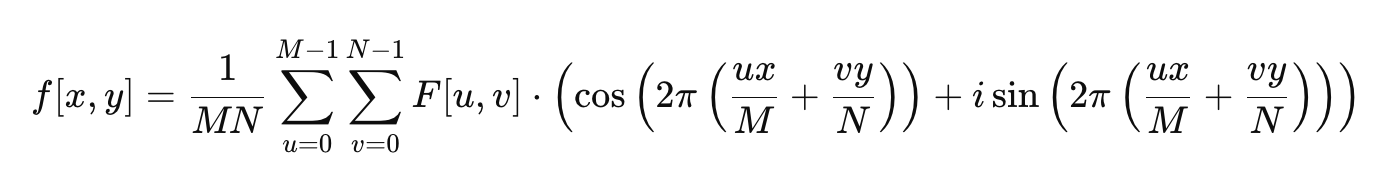 f[x, y] = \frac{1}{MN} \sum_{u=0}^{M-1} \sum_{v=0}^{N-1} F[u, v] \cdot \left( \cos \left( 2\pi \left( \frac{ux}{M} + \frac{vy}{N} \right) \right) + i \sin \left( 2\pi \left( \frac{ux}{M} + \frac{vy}{N} \right) \right) \right)